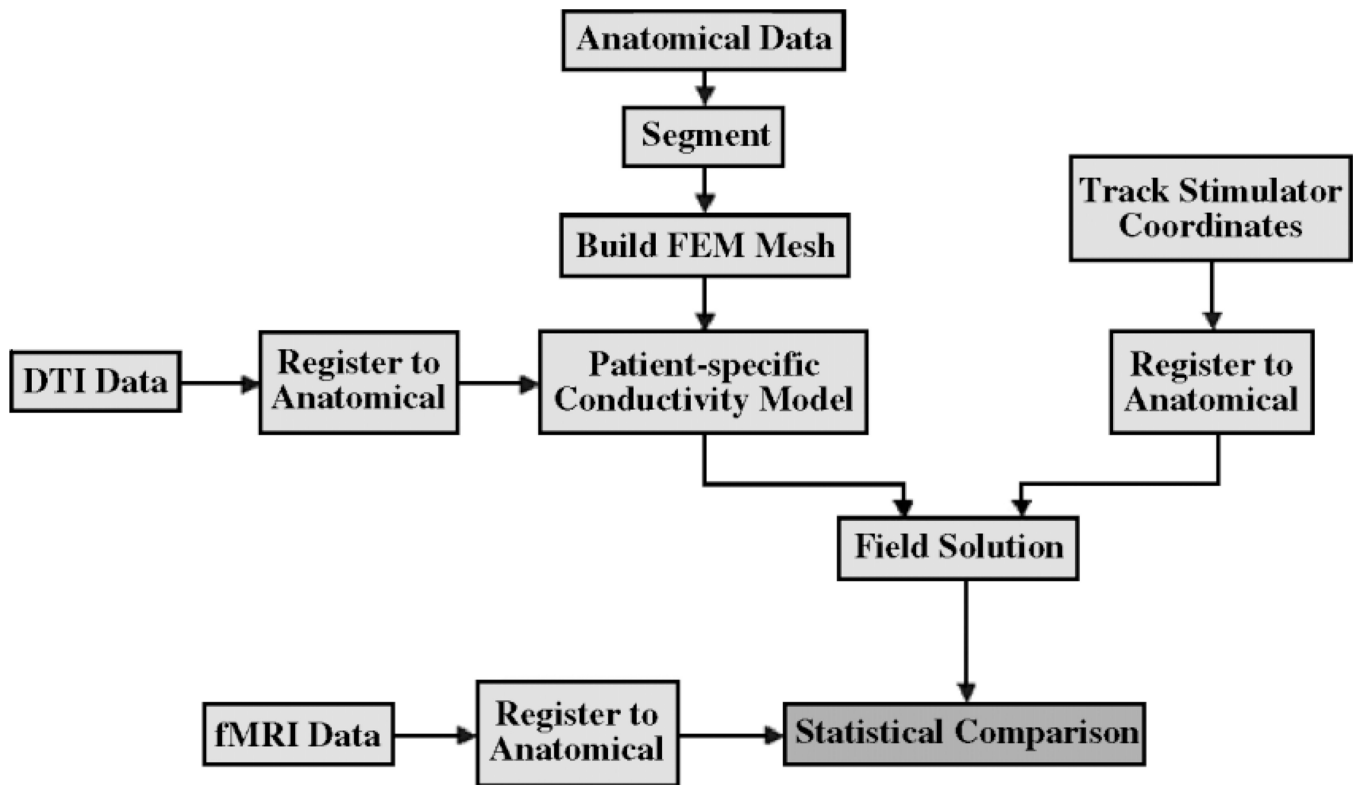 Anatomical Data
Segment
Track Stimulator
Coordinates
Build FEM Mesh
DTI Data
Register to
Anatomical
Patient-specific
Conductivity Model
Register to
Anatomical
Field Solution
fMRI Data
Register to
Anatomical
Statistical Comparison